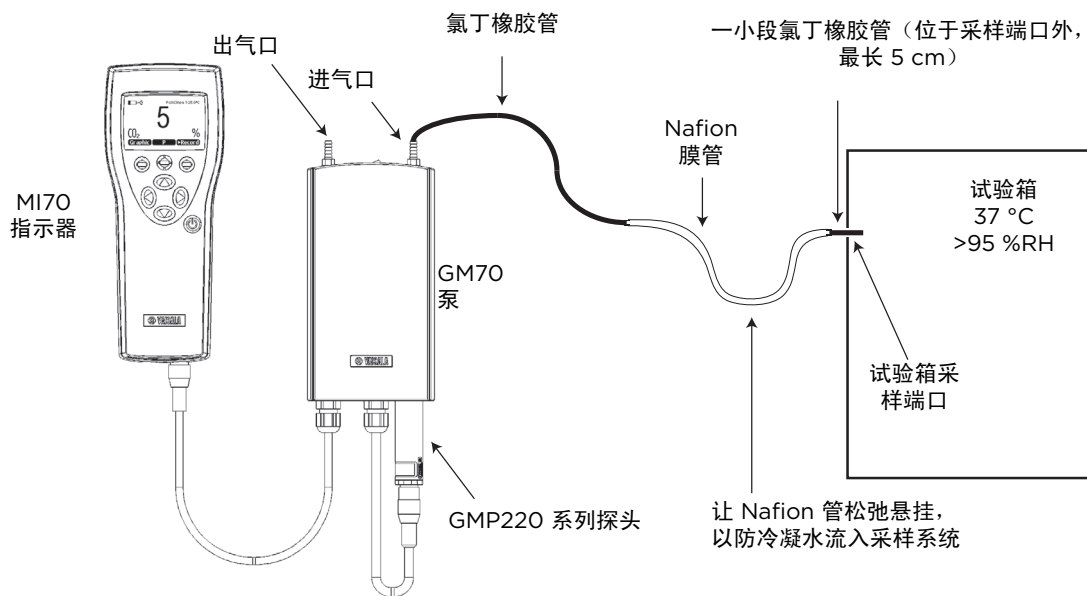 氯丁橡胶管
一小段氯丁橡胶管（位于采样端口外，
最长 5 cm）
出气口
进气口
Nafion
膜管
5
CO₂
%
Graphic
Record
MI70
指示器
VAISALA
GM70
泵
VAISALA
试验箱
37 °C
>95 %RH
试验箱采
样端口
GMP220 系列探头
让 Nafion 管松弛悬挂，
以防冷凝水流入采样系统